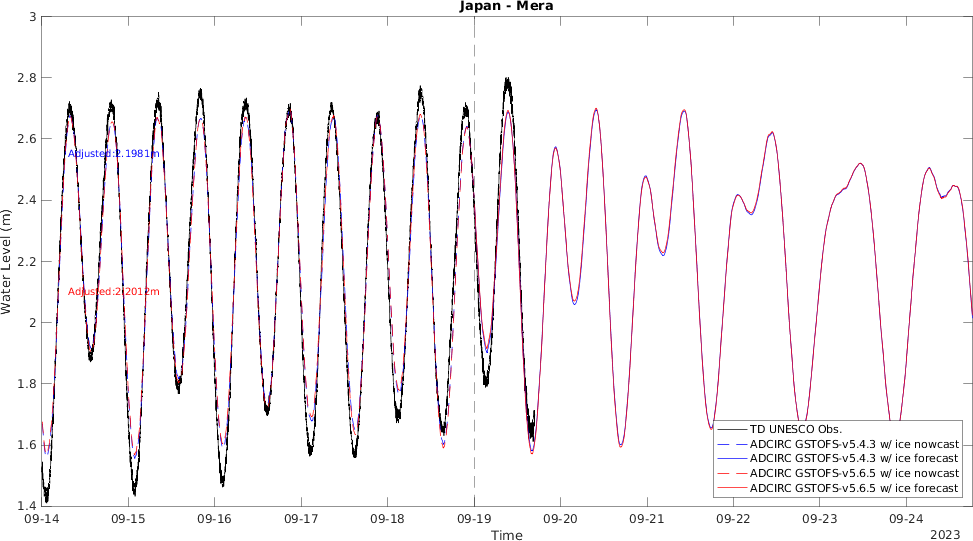 Japan - Mera
3
2.8
2.6
2.4
2.2
2
1.8
1.6
1.4
Water Level (m)
Adjusted:2.1981m
Adjusted:2.2012m
TD UNESCO Obs.
ADCIRC GSTOFS-v5.4.3 w/ ice nowcast
ADCIRC GSTOFS-v5.4.3 w/ ice forecast
ADCIRC GSTOFS-v5.6.5 w/ ice nowcast
ADCIRC GSTOFS-v5.6.5 w/ ice forecast
09-14 09-15 09-16 09-17 09-18 09-19 09-20 09-21 09-22 09-23 09-24
Time
2023